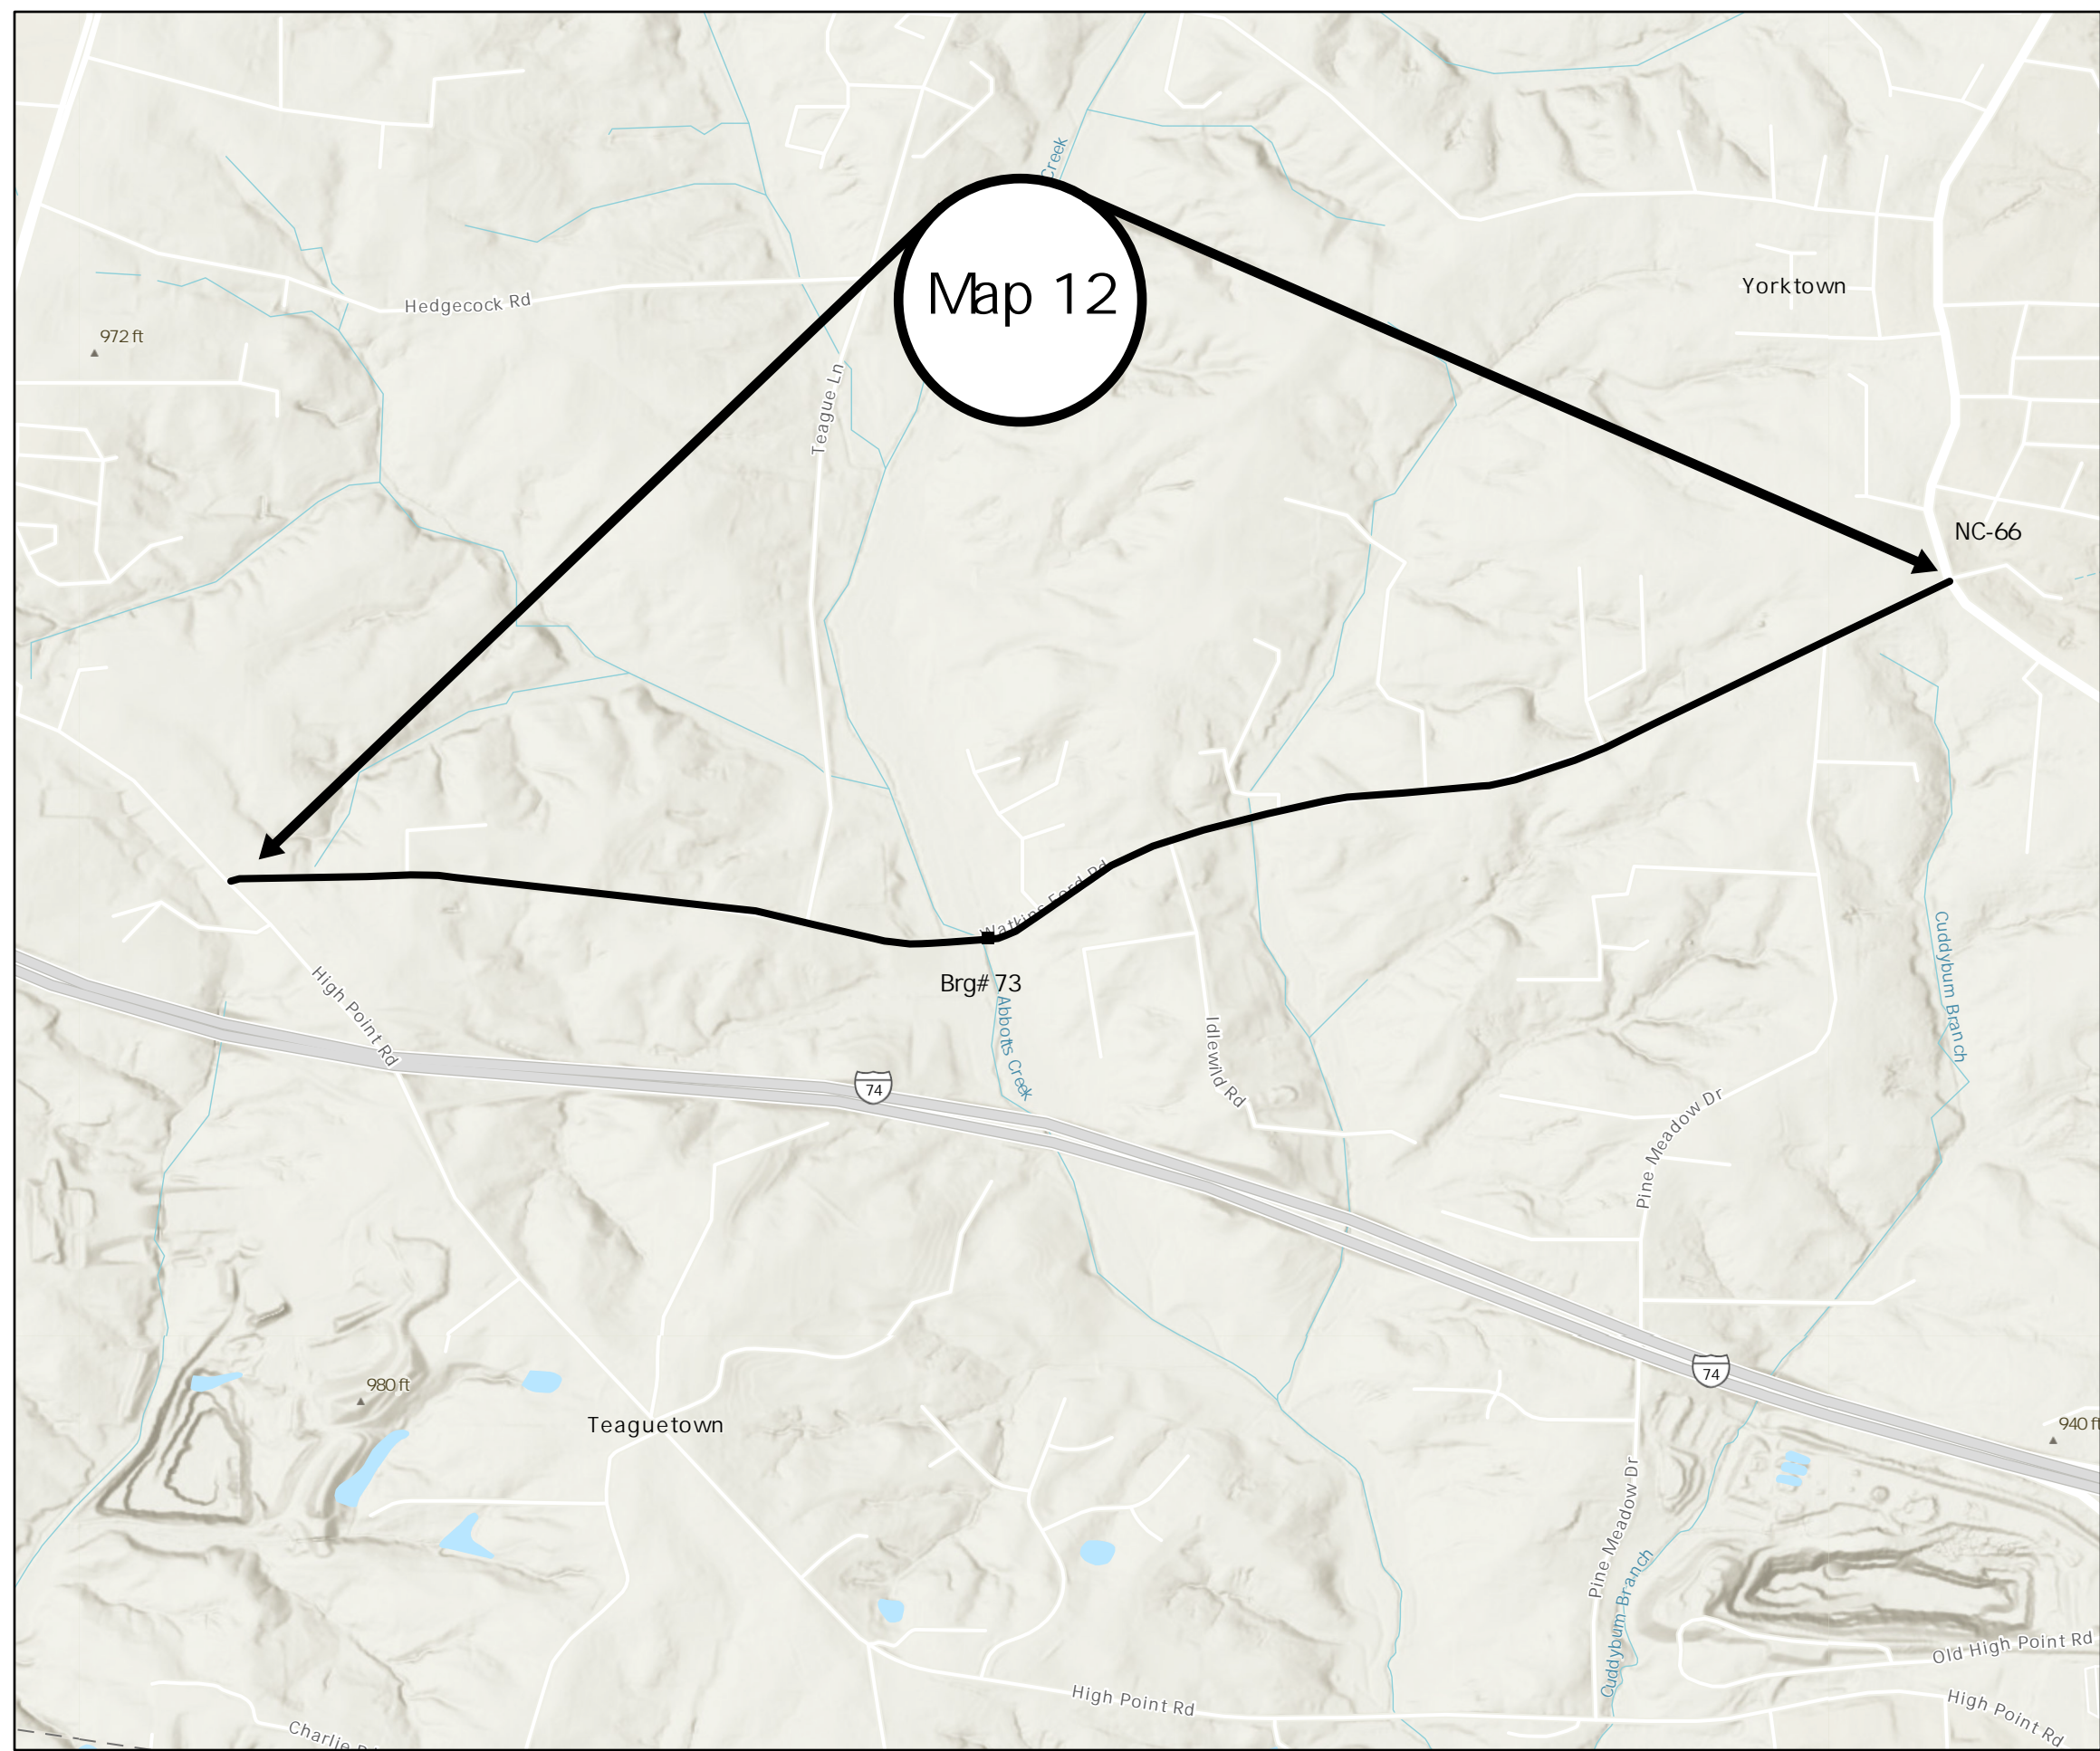 Creek
Map 12
Yorktown
Hedgecock Rd
972 ft
Teague Ln
NC-66
Watkins Ford Rd
Brg# 73
Abbotts Creek
High Point Rd
Cuddybum Branch
Idlewild Rd
74
Pine Meadow Dr
74
980 ft
Teaguetown
940 ft
Pine Meadow Dr
Cuddybum Branch
Old High Point Rd
High Point Rd
High Point Rd
Charlie